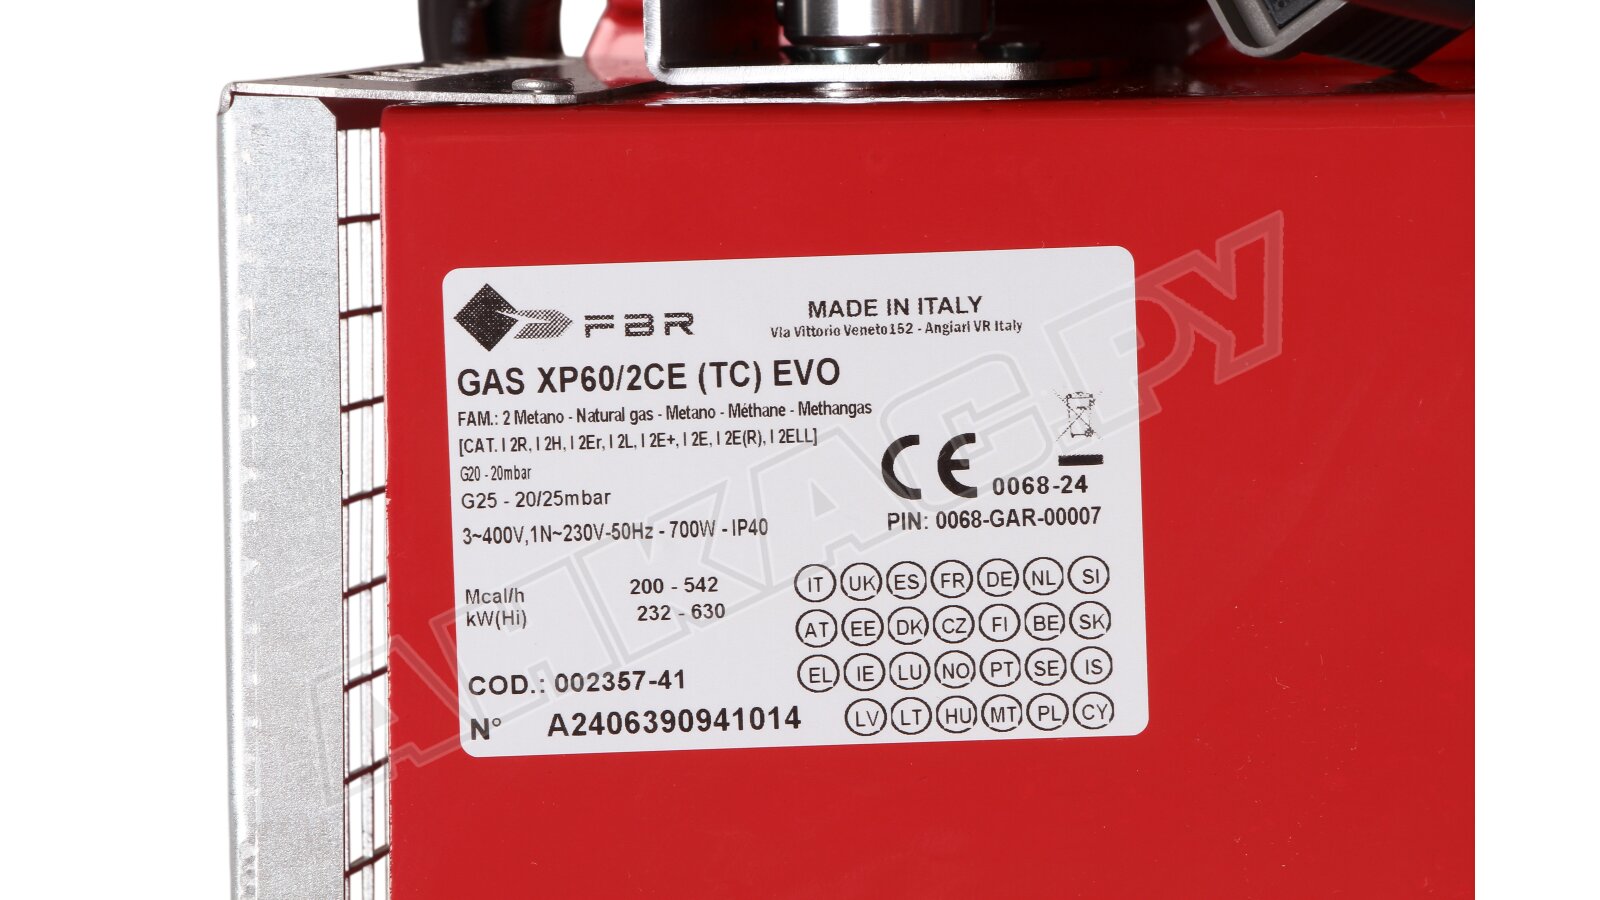 FBR
MADE IN ITALY
Via Vittorio Veneto 152 - Angiari VR Italy
GAS XP60/2CE (TC) EVO
FAM.: 2 Metano - Natural gas - Metano - Méthane - Methangas
[CAT. I 2R, I 2H, I 2Er, I 2L, I 2E+, I 2E, I 2E(R), I 2ELL]
G20 - 20mbar
G25 - 20/25mbar
CE 0068-24
3~400V,1N~230V-50Hz - 700W - IP40
PIN: 0068-GAR-00007
Mcal/h 200 - 542
kW(Hi) 232 - 630
IT UK ES FR DE NL SI
AT EE DK CZ FI BE SK
EL IE LU NO PT SE IS
LV LT HU MT PL CY
COD.: 002357-41
N° A2406390941014